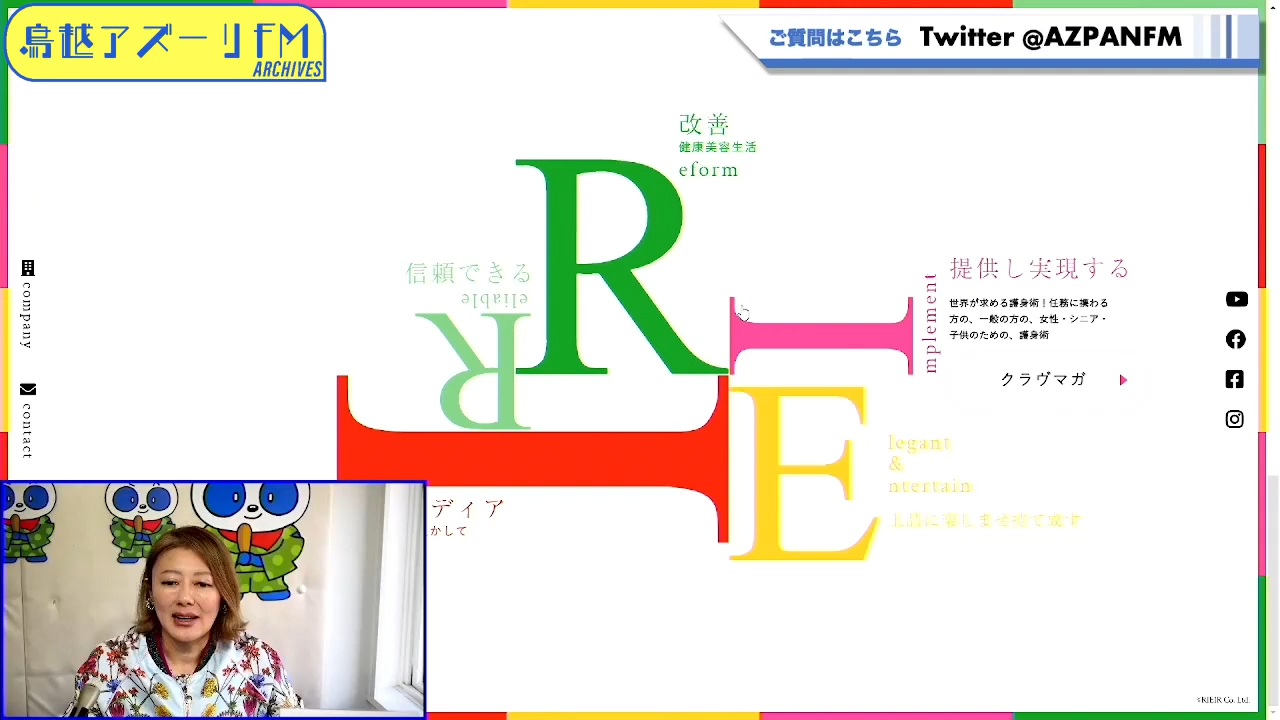 鳥越アズーリFM
ARCHIVES
ご質問はこちら Twitter @AZPANFM
改善
健康美容生活
eform
R
信頼できる
eliable
R
I
mplement
提供し実現する
世界が求める護身術！任務に携わる
方の、一般の方の、女性・シニア・
子供のための、護身術
クラヴマガ
company
contact
I
ディア
かして
E
legant
&
ntertain
©RIEIR Co. Ltd.